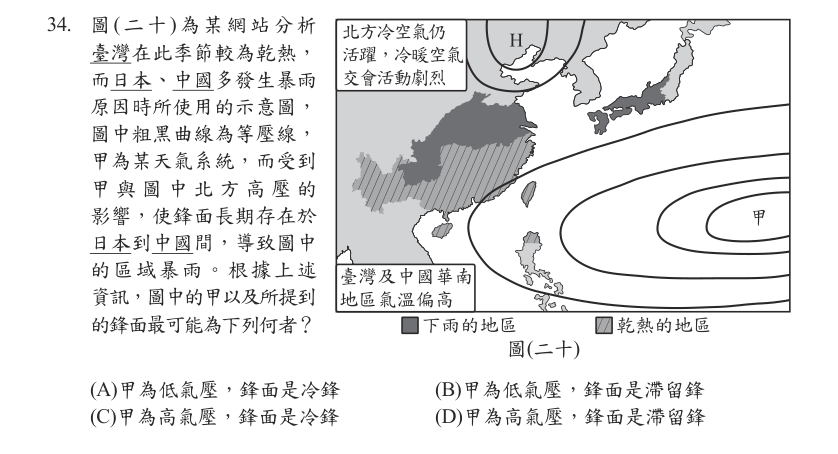 34. 圖(二十)為某網站分析
臺灣在此季節較為乾熱，
而日本、中國多發生暴雨
原因時所使用的示意圖，
圖中粗黑曲線為等壓線，
甲為某天氣系統，而受到
甲與圖中北方高壓的
影響，使鋒面長期存在於
日本到中國間，導致圖中
的區域暴雨。根據上述
資訊，圖中的甲以及所提到
的鋒面最可能為下列何者？
北方冷空氣仍
活躍，冷暖空氣
交會活動劇烈
H
甲
臺灣及中國華南
地區氣溫偏高
下雨的地區
乾熱的地區
圖(二十)
(A)甲為低氣壓，鋒面是冷鋒
(B)甲為低氣壓，鋒面是滯留鋒
(C)甲為高氣壓，鋒面是冷鋒
(D)甲為高氣壓，鋒面是滯留鋒